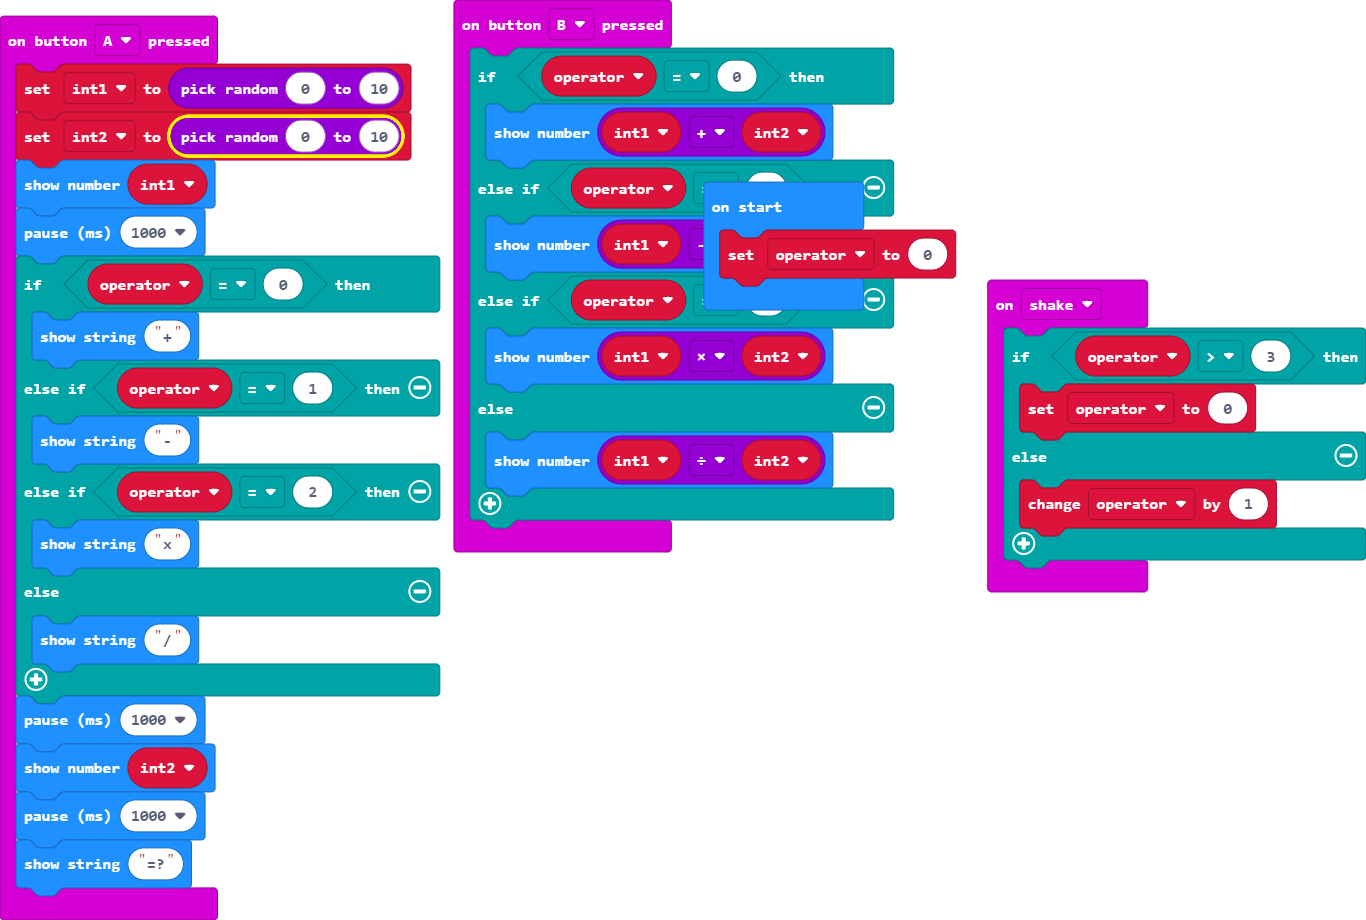 on button A pressed
set int1 to pick random 0 to 10
set int2 to pick random 0 to 10
show number int1
pause (ms) 1000
if operator = 0 then
show string "+"
else if operator = 1 then
show string "-"
else if operator = 2 then
show string "x"
else
show string "/"
pause (ms) 1000
show number int2
pause (ms) 1000
show string "=?"
on button B pressed
if operator = 0 then
show number int1 + int2
else if operator
show number int1 -
else if operator
show number int1 × int2
else
show number int1 ÷ int2
on start
set operator to 0
on shake
if operator > 3 then
set operator to 0
else
change operator by 1